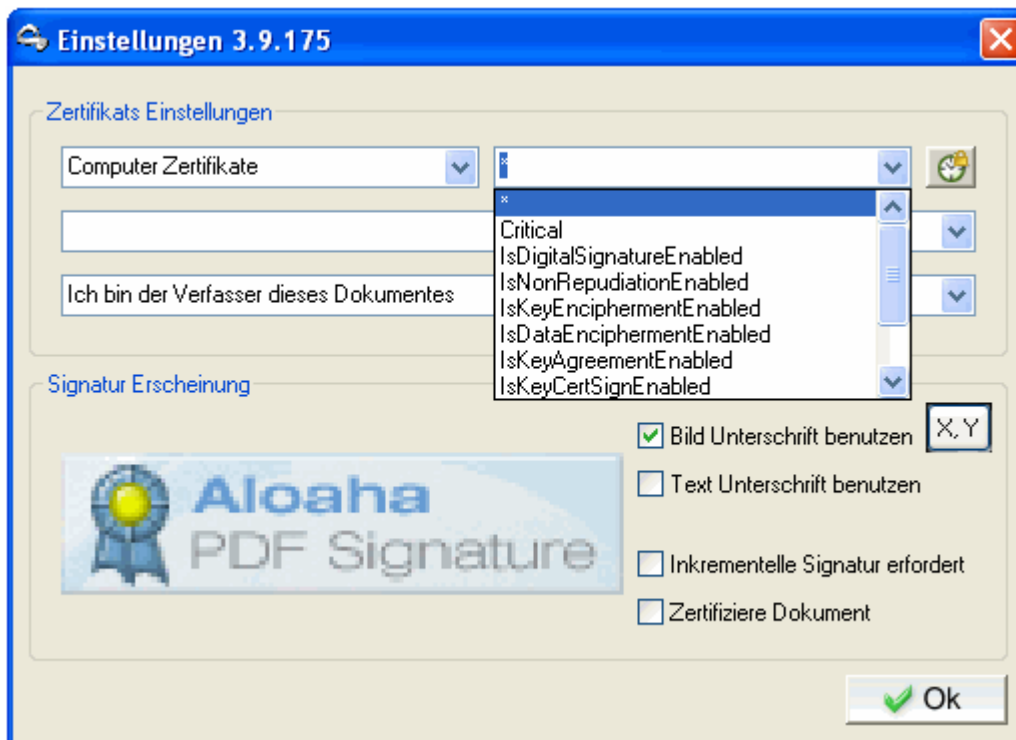 Einstellungen 3.9.175
Zertifikats Einstellungen
Computer Zertifikate
*
*
Critical
IsDigitalSignatureEnabled
IsNonRepudiationEnabled
Ich bin der Verfasser dieses Dokumentes
IsKeyEnciphermentEnabled
IsDataEnciphermentEnabled
IsKeyAgreementEnabled
IsKeyCertSignEnabled
Signatur Erscheinung
Bild Unterschrift benutzen
X,Y
Text Unterschrift benutzen
Aloaha
PDF Signature
Inkrementelle Signatur erfordert
Zertifiziere Dokument
Ok